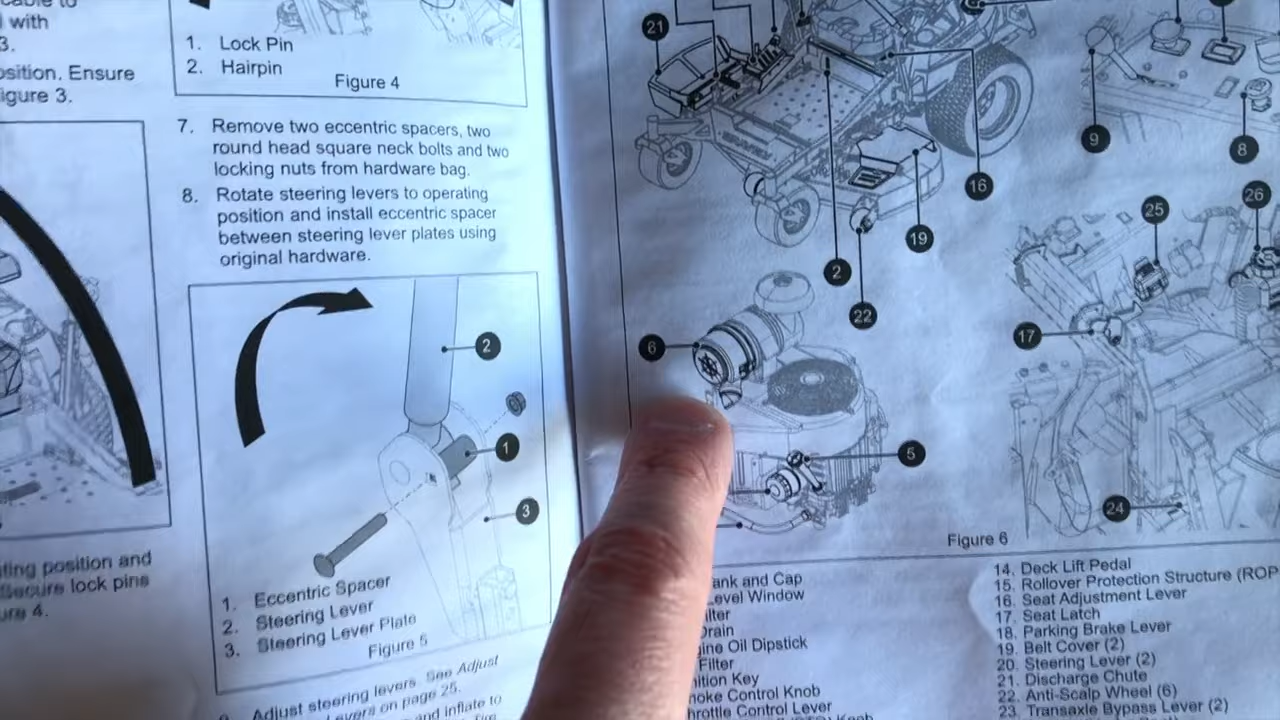 with
3.
osition. Ensure
igure 3.
ting position and
Secure lock pins
ure 4.
1. Lock Pin
2. Hairpin
Figure 4
7. Remove two eccentric spacers, two
round head square neck bolts and two
locking nuts from hardware bag.
8. Rotate steering levers to operating
position and install eccentric spacer
between steering lever plates using
original hardware.
2
1
3
1. Eccentric Spacer
2. Steering Lever
3. Steering Lever Plate
Figure 5
Adjust steering levers. See Adjust
Levers on page 25.
and inflate to
21
16
19
2
22
9
8
6
5
25
26
17
24
Figure 6
ank and Cap
Level Window
ilter
Drain
ine Oil Dipstick
Filter
ition Key
oke Control Knob
hrottle Control Lever
14. Deck Lift Pedal
15. Rollover Protection Structure (ROP
16. Seat Adjustment Lever
17. Seat Latch
18. Parking Brake Lever
19. Belt Cover (2)
20. Steering Lever (2)
21. Discharge Chute
22. Anti-Scalp Wheel (6)
23. Transaxle Bypass Lever (2)